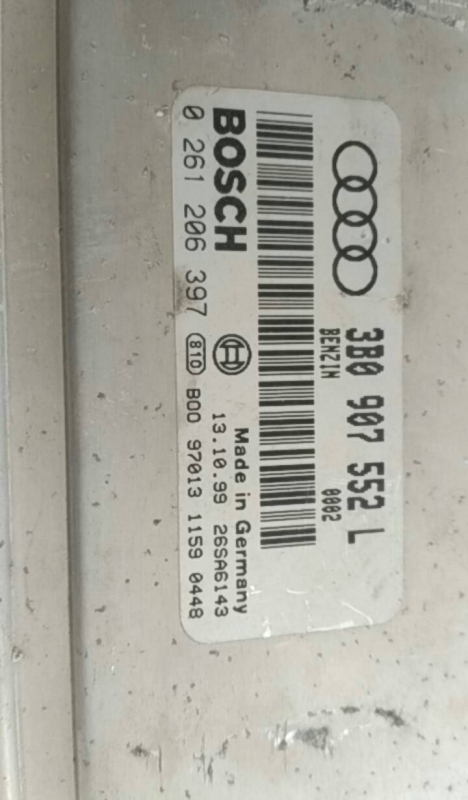 3B0 907 552 L
BENZIN 0002
BOSCH
0 261 206 397
Made in Germany
13.10.99 26SA6143
810 B00 97013 1159 0448